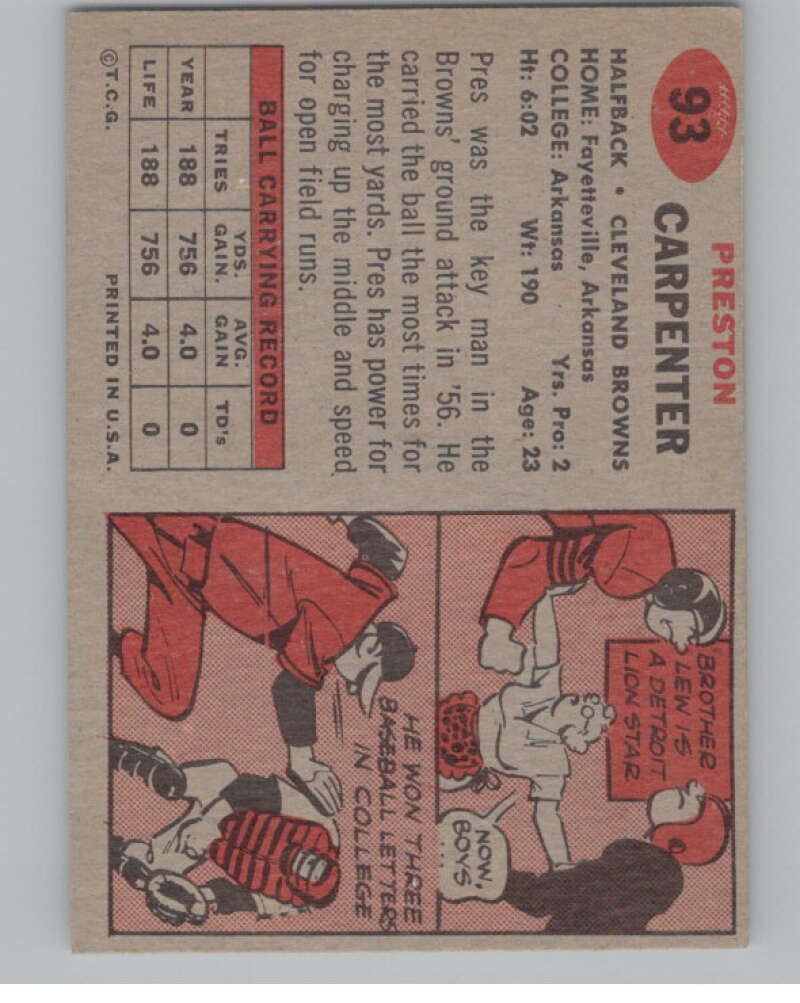 93
PRESTON
CARPENTER
HALFBACK • CLEVELAND BROWNS
HOME: Fayetteville, Arkansas
COLLEGE: Arkansas Yrs. Pro: 2
Ht: 6:02 Wt: 190 Age: 23
Pres was the key man in the
Browns' ground attack in '56. He
carried the ball the most times for
the most yards. Pres has power for
charging up the middle and speed
for open field runs.
BALL CARRYING RECORD
TRIES YDS. GAIN. AVG. GAIN TD's
YEAR 188 756 4.0 0
LIFE 188 756 4.0 0
©T.C.G. PRINTED IN U.S.A.
BROTHER
LEW IS
A DETROIT
LION STAR
NOW,
BOYS
HE WON THREE
BASEBALL LETTERS
IN COLLEGE